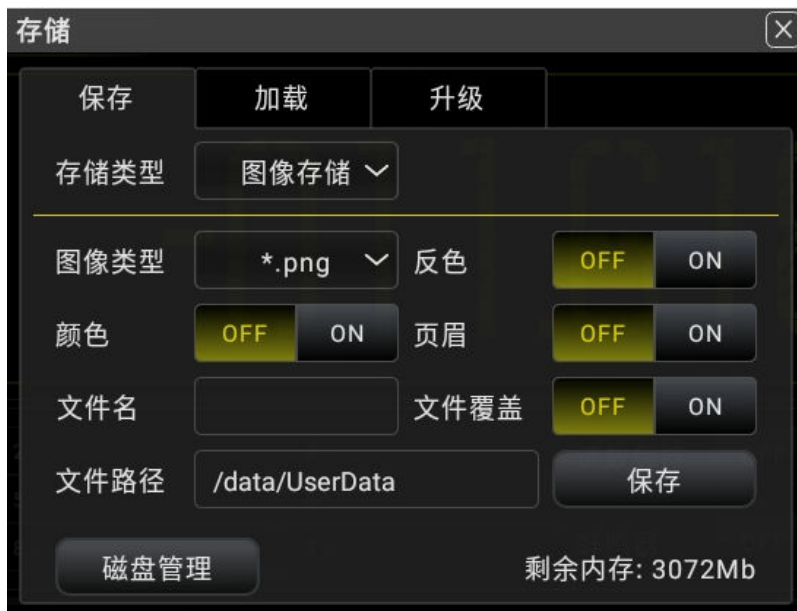 存储
保存 加载 升级
存储类型 图像存储
图像类型 *.png 反色 OFF ON
颜色 OFF ON 页眉 OFF ON
文件名 文件覆盖 OFF ON
文件路径 /data/UserData 保存
磁盘管理 剩余内存: 3072Mb